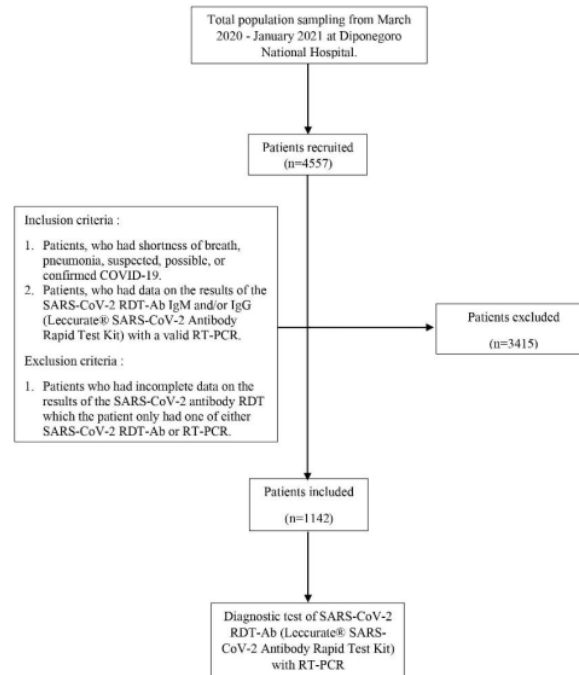 Total population sampling from March
2020 - January 2021 at Diponegoro
National Hospital.
Patients recruited
(n=4557)
Inclusion criteria :
1. Patients, who had shortness of breath,
pneumonia, suspected, possible, or
confirmed COVID-19.
2. Patients, who had data on the results of the
SARS-CoV-2 RDT-Ab IgM and/or IgG
(Leccurate® SARS-CoV-2 Antibody
Rapid Test Kit) with a valid RT-PCR.
Exclusion criteria :
1. Patients who had incomplete data on the
results of the SARS-CoV-2 antibody RDT
which the patient only had one of either
SARS-CoV-2 RDT-Ab or RT-PCR.
Patients excluded
(n=3415)
Patients included
(n=1142)
Diagnostic test of SARS-CoV-2
RDT-Ab (Leccurate® SARS-
CoV-2 Antibody Rapid Test Kit)
with RT-PCR